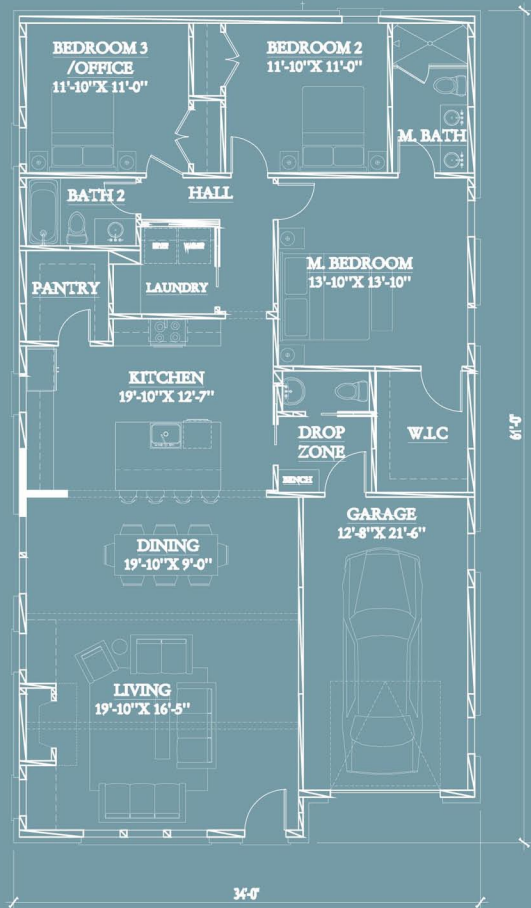 BEDROOM 3
/OFFICE
11'-10"X 11'-0"
BEDROOM 2
11'-10"X 11'-0"
M. BATH
BATH 2
HALL
M. BEDROOM
13'-10"X 13'-10"
PANTRY
LAUNDRY
KITCHEN
19'-10"X 12'-7"
DROP
ZONE
BENCH
W.I.C
GARAGE
12'-8"X 21'-6"
DINING
19'-10"X 9'-0"
LIVING
19'-10"X 16'-5"
61'-0"
34'-0"